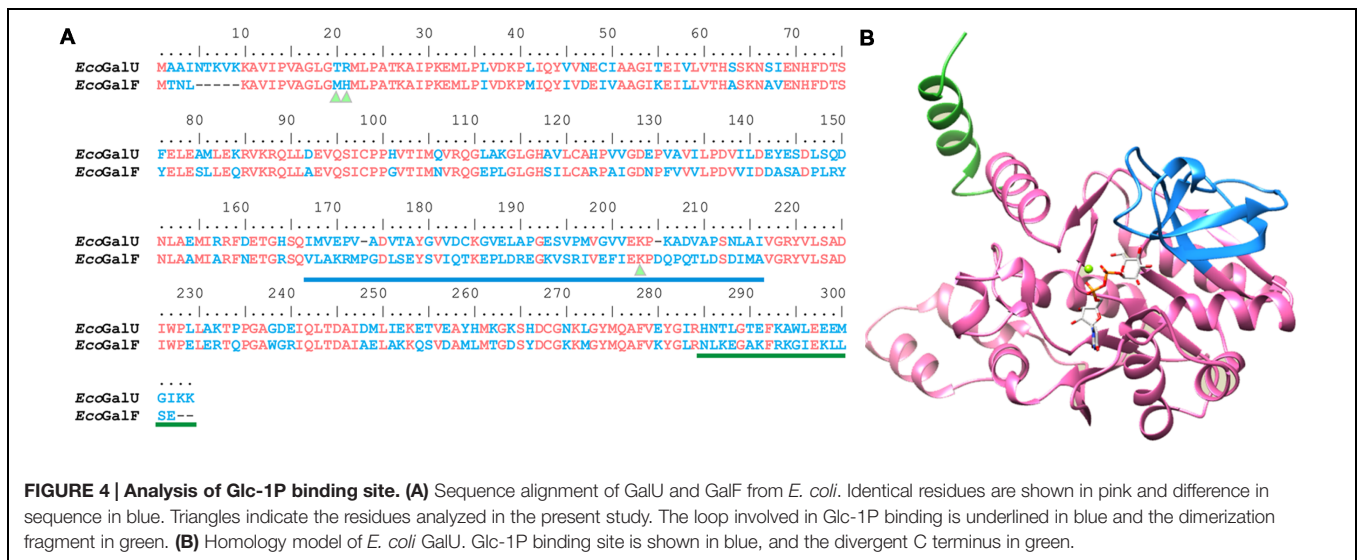 A
B
10 20 30 40 50 60 70
EcoGalU MAAINTKVKKAVIPVAGLGTRMLPATKAIPKEMLPLVDKPLIQYVVNECIAAGITEIVLVTHSSKNSIENHFDTS
EcoGalF MTNL-----KAVIPVAGLGMHMLPATKAIPKEMLPIVDKPMIQYIVDEIVAAGIKEILLVTHASKNAVENHFDTS
80 90 100 110 120 130 140 150
EcoGalU FELEAMLEKRVKRQLLDEVQSICPPHVTIMQVRQGLAKGLGHAVLCAHPVVGDEPVAVILPDVILDEYESDLSQD
EcoGalF YELESLLEQRVKRQLLAEVQSICPPGVTIMNVRQGEPLGLGHSILCARPAIGDNPFVVVLPDVVIDDASADPLRY
160 170 180 190 200 210 220
EcoGalU NLAEMIRRFDETGHSQIMVEPV-ADVTAYGVVDCKGVELAPGESVPMVGVVEKP-KADVAPSNLAIVGRYVLSAD
EcoGalF NLAAMIARFNETGRSQVLAKRMPGDLSEYSVIQTKEPLDREGKVSRIVEFIEKPDQPQTLDSDIMAVGRYVLSAD
230 240 250 260 270 280 290 300
EcoGalU IWPLLAKTPPGAGDEIQLTDAIDMLIEKETVEAYHMKGKSHDCGNKLGYMQAFVEYGIRHNTLGTEFKAWLEEEM
EcoGalF IWPELERTQPGAWGRIQLTDAIAELAKKQSVDAMLMTGDSYDCGKKMGYMQAFVKYGLRNLKEGAKFRKGIEKLL
EcoGalU GIKK
EcoGalF SE--
FIGURE 4 | Analysis of Glc-1P binding site. (A) Sequence alignment of GalU and GalF from E. coli. Identical residues are shown in pink and difference in
sequence in blue. Triangles indicate the residues analyzed in the present study. The loop involved in Glc-1P binding is underlined in blue and the dimerization
fragment in green. (B) Homology model of E. coli GalU. Glc-1P binding site is shown in blue, and the divergent C terminus in green.